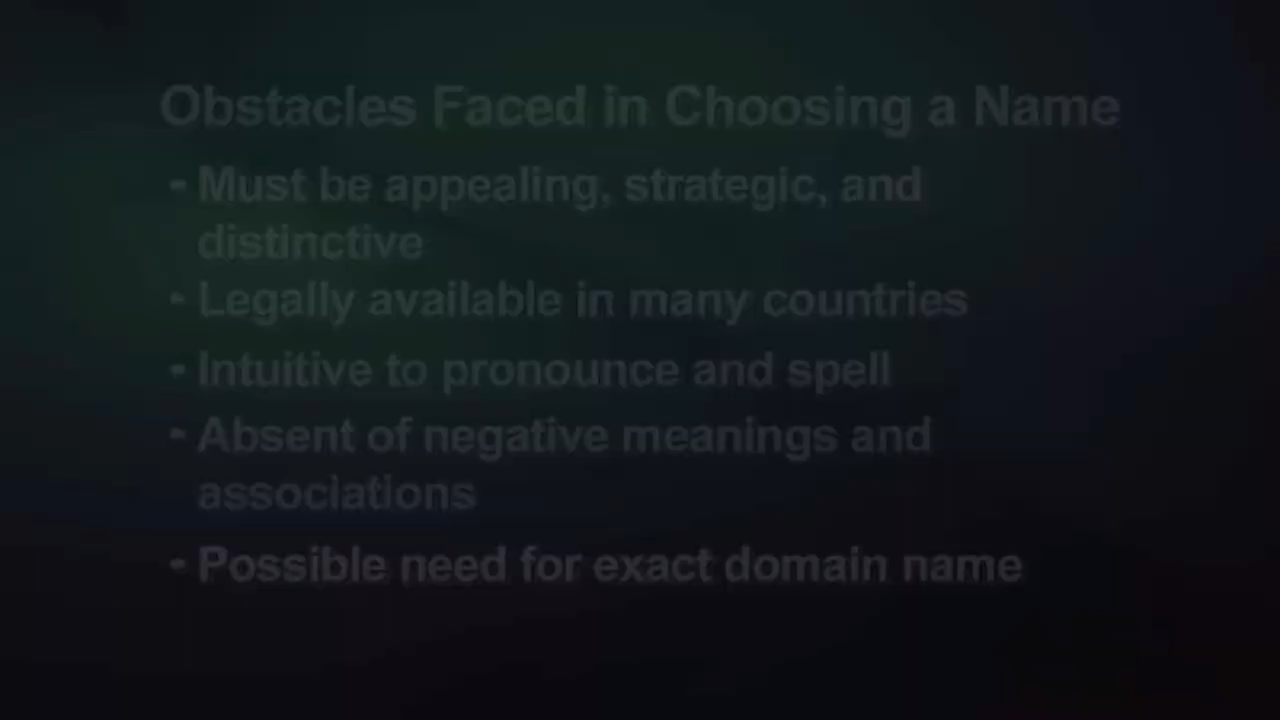 Obstacles Faced in Choosing a Name
- Must be appealing, strategic, and
distinctive
- Legally available in many countries
- Intuitive to pronounce and spell
- Absent of negative meanings and
associations
- Possible need for exact domain name